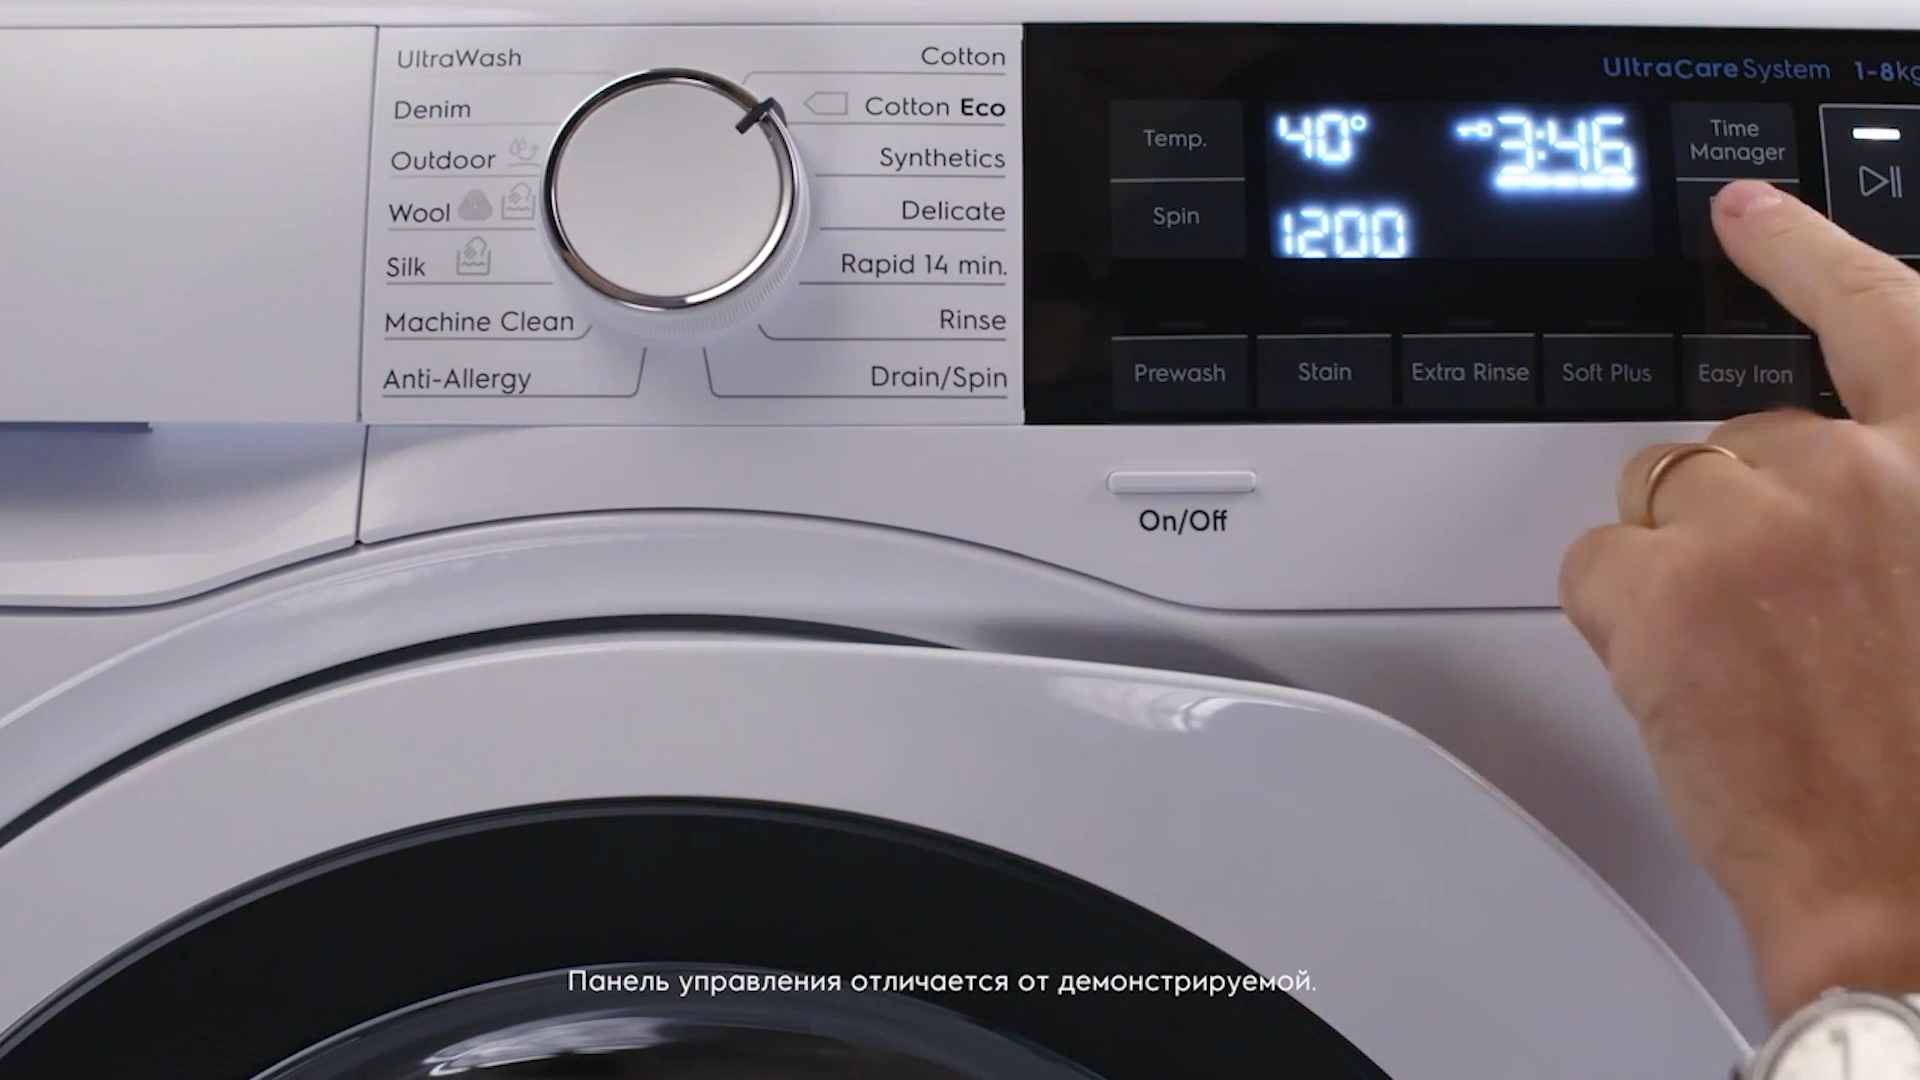 UltraWash
Denim
Outdoor
Wool
Silk
Machine Clean
Anti-Allergy
Cotton
Cotton Eco
Synthetics
Delicate
Rapid 14 min.
Rinse
Drain/Spin
UltraCare System 1-8kg
Temp.
Spin
40°
3:46
1200
Time
Manager
Prewash
Stain
Extra Rinse
Soft Plus
Easy Iron
On/Off
Панель управления отличается от демонстрируемой.